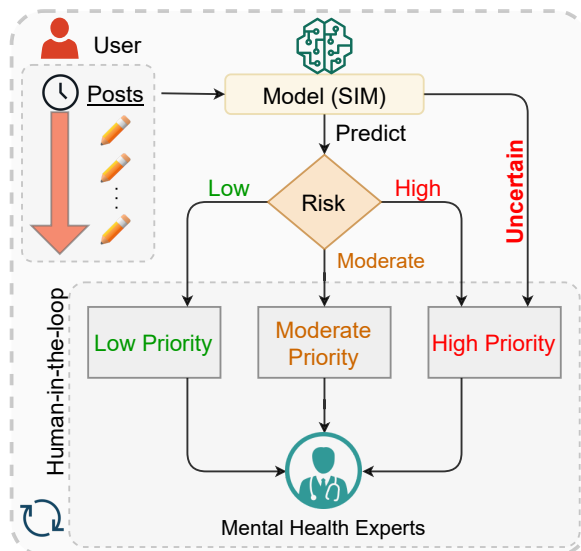 User
Posts
Model (SIM)
Predict
Low
Risk
High
Uncertain
Moderate
Human-in-the-loop
Low Priority
Moderate
Priority
High Priority
Mental Health Experts